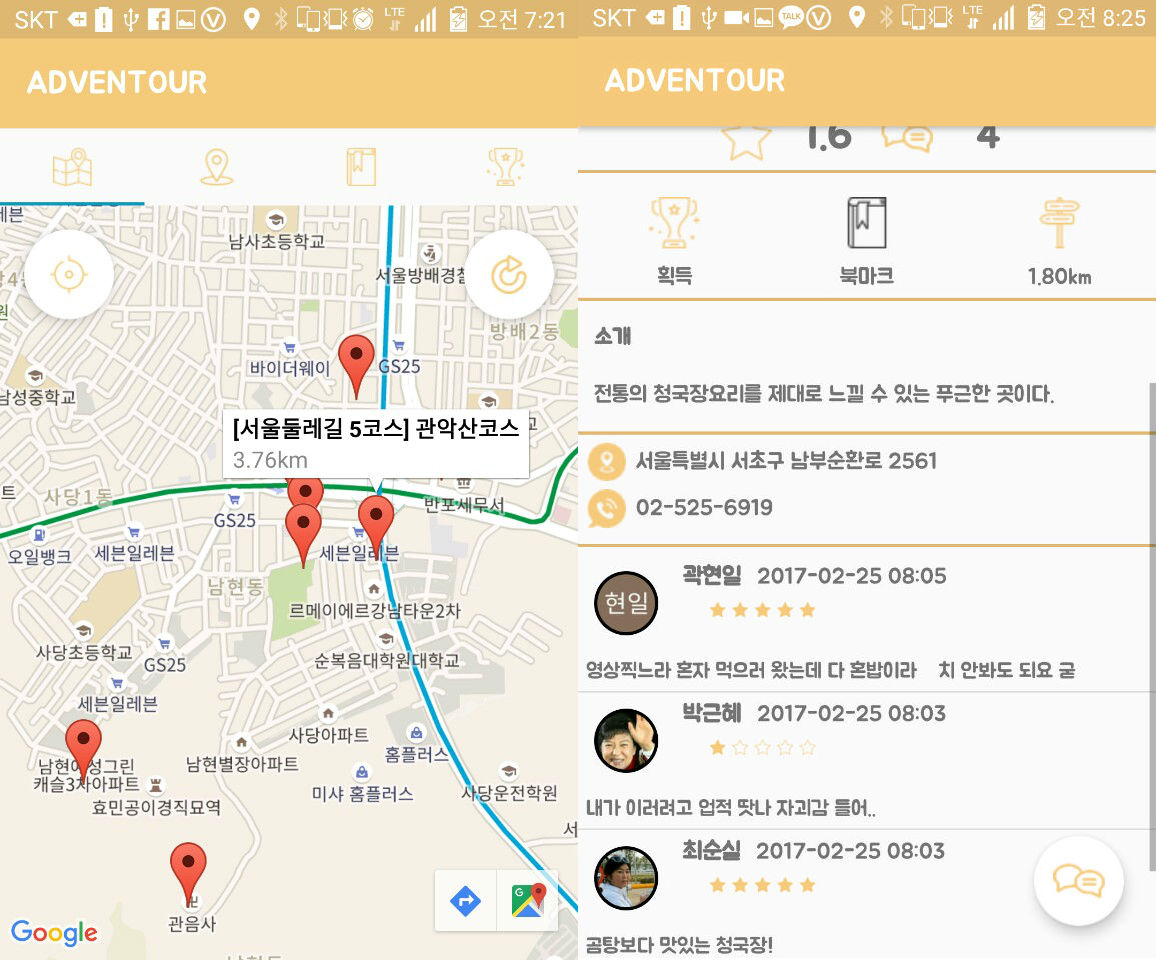 SKT
LTE
오전 7:21
ADVENTOUR
남사초등학교
서울방배경찰
방배2동
바이더웨이
GS25
남성중학교
[서울둘레길 5코스] 관악산코스
3.76km
사당1동
GS25
반포세무서
오일뱅크
세븐일레븐
세븐일레븐
남현동
르메이에르강남타운2차
사당초등학교
GS25
순복음대학원대학교
세븐일레븐
사당아파트
홈플러스
남현별장아파트
캐슬3차아파트
효민공이경직묘역
미샤 홈플러스
사당운전학원
관음사
Google
SKT
TALK
LTE
오전 8:25
ADVENTOUR
1.6
4
획득
북마크
1.80km
소개
전통의 청국장요리를 제대로 느낄 수 있는 푸근한 곳이다.
서울특별시 서초구 남부순환로 2561
02-525-6919
현일
곽현일 2017-02-25 08:05
영상찍느라 혼자 먹으러 왔는데 다 혼밥이라 치 안봐도 되요 굳
박근혜 2017-02-25 08:03
내가 이러려고 업적 땃나 자괴감 들어..
최순실 2017-02-25 08:03
곰탕보다 맛있는 청국장!